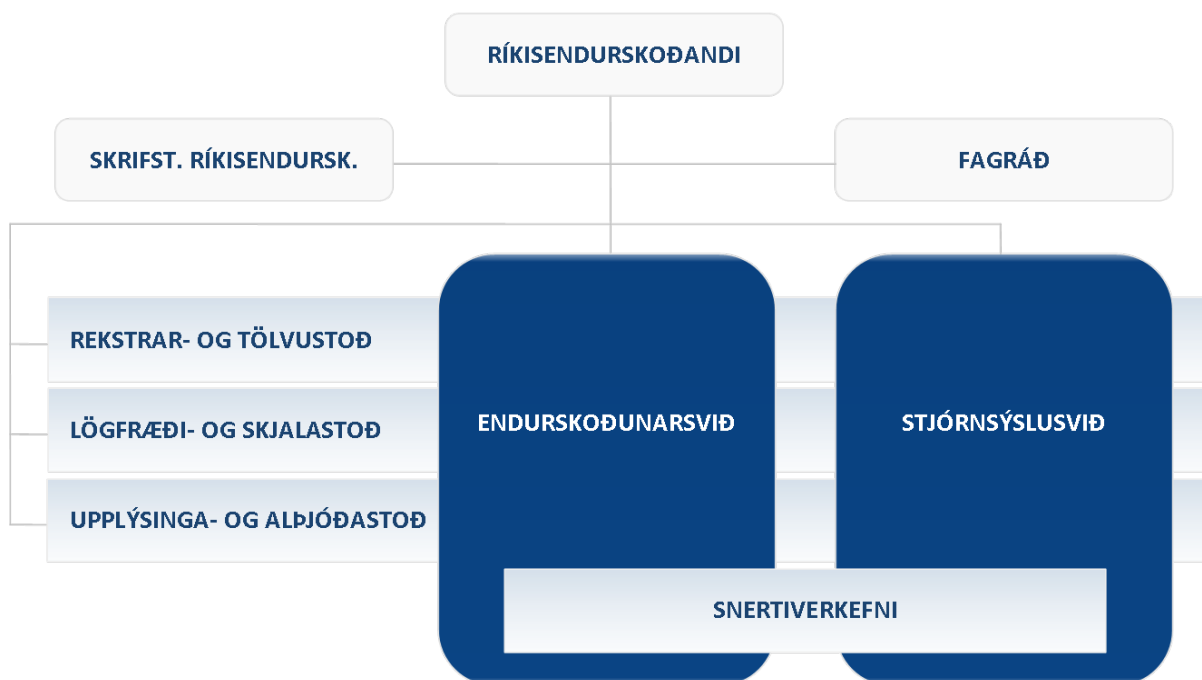 RÍKISENDURSKOÐANDI
SKRIFST. RÍKISENDURSK.
FAGRÁÐ
REKSTRAR- OG TÖLVUSTOÐ
LÖGFRÆÐI- OG SKJALASTOÐ
ENDURSKOÐUNARSVIÐ
STJÓRNSÝSLUSVIÐ
UPPLÝSINGA- OG ALÞJÓÐASTOÐ
SNERTIVERKEFNI